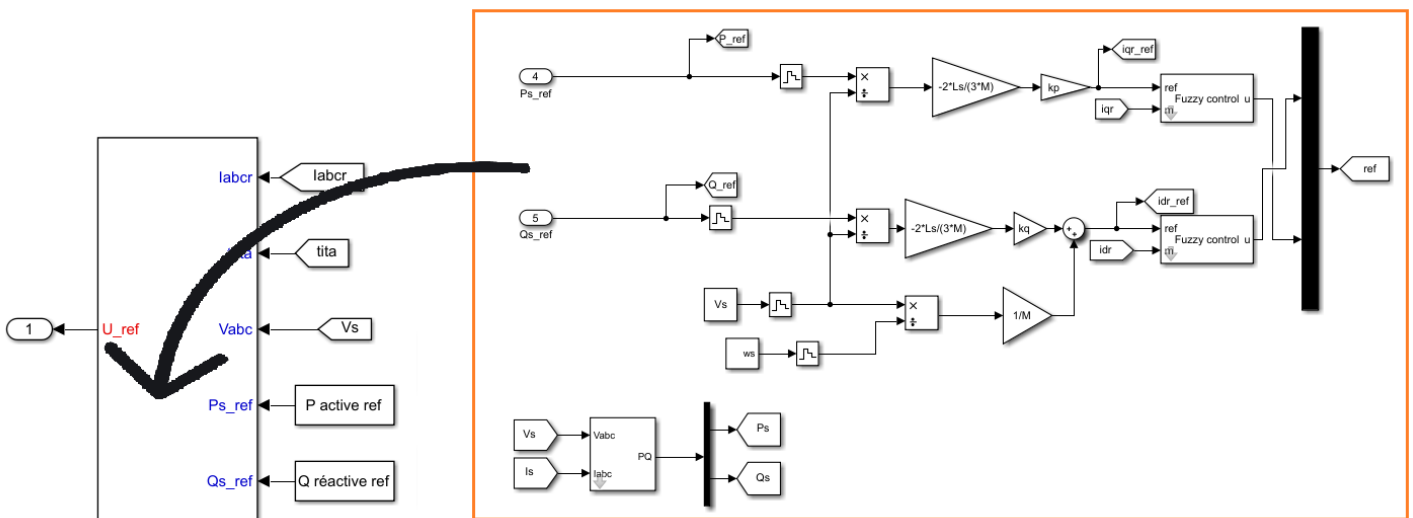 Iabcr
Iabcr
tita
1
U_ref
Vabc
Vs
Ps_ref
P active ref
Qs_ref
Q réactive ref
P_ref
4
Ps_ref
×
÷
-2*Ls/(3*M)
kp
iqr_ref
iqr
ref
Fuzzy control
u
m
Q_ref
5
Qs_ref
×
÷
-2*Ls/(3*M)
kq
+
+
idr_ref
idr
ref
Fuzzy control
u
m
ref
Vs
×
÷
1/M
ws
Vs
Is
Vabc
Iabc
PQ
Ps
Qs